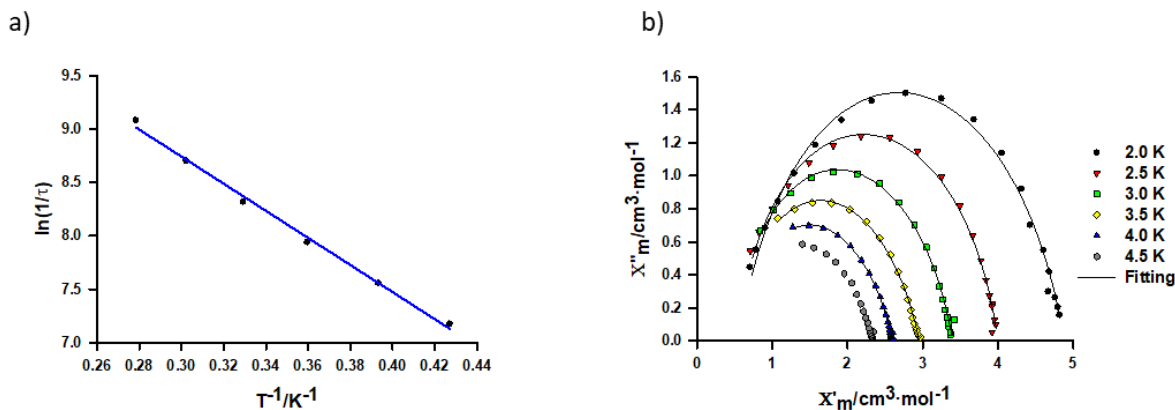 a)
9.5
9.0
8.5
8.0
7.5
7.0
ln(1/τ)
0.26 0.28 0.30 0.32 0.34 0.36 0.38 0.40 0.42 0.44
T⁻¹/K⁻¹
b)
1.6
1.4
1.2
1.0
0.8
0.6
0.4
0.2
0.0
X''m/cm³·mol⁻¹
0 1 2 3 4 5
X'm/cm³·mol⁻¹
2.0 K
2.5 K
3.0 K
3.5 K
4.0 K
4.5 K
Fitting